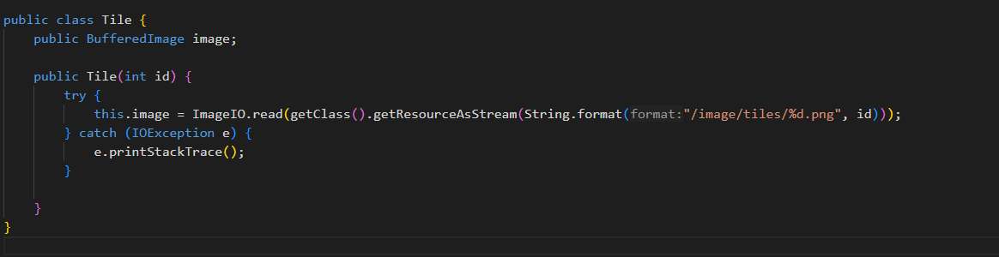 public class Tile {
    public BufferedImage image;
    public Tile(int id) {
        try {
            this.image = ImageIO.read(getClass().getResourceAsStream(String.format(format:"/image/tiles/%d.png", id)));
        } catch (IOException e) {
            e.printStackTrace();
        }
    }
}